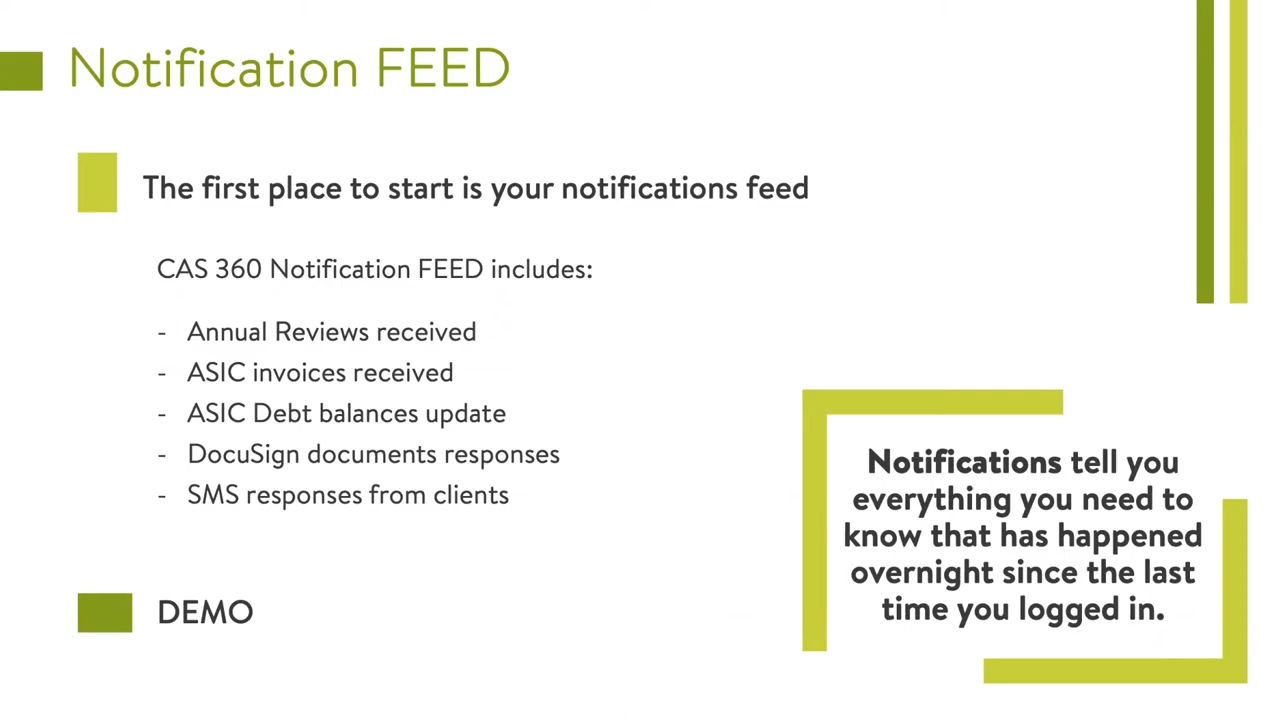 Notification FEED
The first place to start is your notifications feed
CAS 360 Notification FEED includes:
- Annual Reviews received
- ASIC invoices received
- ASIC Debt balances update
- DocuSign documents responses
- SMS responses from clients
DEMO
Notifications tell you
everything you need to
know that has happened
overnight since the last
time you logged in.